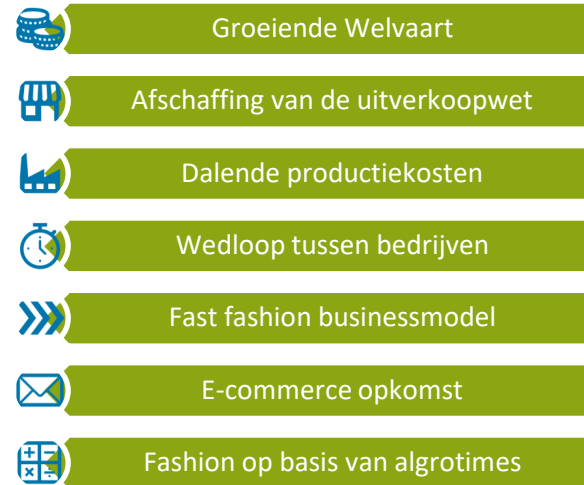 Groeiende Welvaart
Afschaffing van de uitverkoopwet
Dalende productiekosten
Wedloop tussen bedrijven
Fast fashion businessmodel
E-commerce opkomst
Fashion op basis van algrotimes